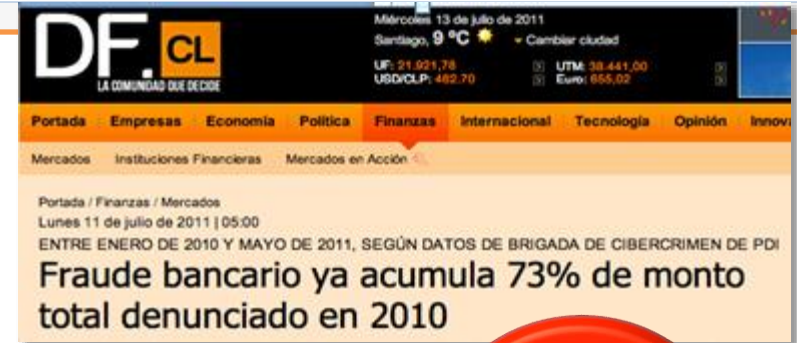 DF.CL
LA COMUNIDAD QUE DECIDE
Miércoles 13 de julio de 2011
Santiago, 9 ºC Cambiar ciudad
UF: 21.921,78 UTM: 38.441,00
USD/CLP: 462.70 Euro: 655,02
Portada Empresas Economía Política Finanzas Internacional Tecnología Opinión Innov
Mercados Instituciones Financieras Mercados en Acción
Portada / Finanzas / Mercados
Lunes 11 de julio de 2011 | 05:00
ENTRE ENERO DE 2010 Y MAYO DE 2011, SEGÚN DATOS DE BRIGADA DE CIBERCRIMEN DE PDI
Fraude bancario ya acumula 73% de monto
total denunciado en 2010